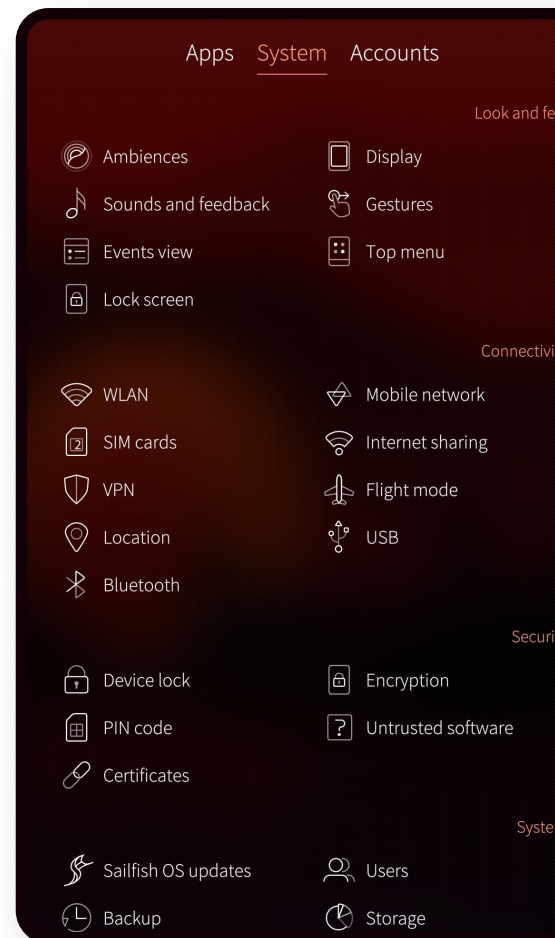 Apps System Accounts
Look and fe
Ambiences Display
Sounds and feedback Gestures
Events view Top menu
Lock screen
Connectivi
WLAN Mobile network
2 SIM cards Internet sharing
VPN Flight mode
Location USB
Bluetooth
Securi
Device lock Encryption
PIN code ? Untrusted software
Certificates
Syste
Sailfish OS updates Users
Backup Storage